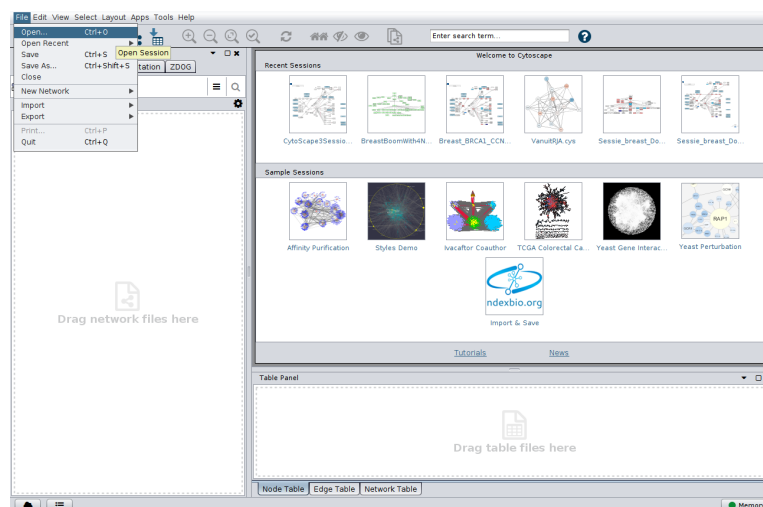 File Edit View Select Layout Apps Tools Help
Open... Ctrl+O
Open Recent
Save Ctrl+S
Open Session
Save As... Ctrl+Shift+S
Close
New Network
Import
Export
Print... Ctrl+P
Quit Ctrl+Q
tation ZDOG
Enter search term...
?
Drag network files here
Welcome to Cytoscape
Recent Sessions
CytoScape3Sessio... BreastBoomWith4N... Breast_BRCA1_CCN... VanuitRJA.cys Sessie_breast_Do... Sessie_breast_Do...
Sample Sessions
RAP1
Affinity Purification Styles Demo Ivacaftor Coauthor TCGA Colorectal Ca... Yeast Gene Interac... Yeast Perturbation
ndexbio.org
Import & Save
Tutorials News
Table Panel
Drag table files here
Node Table Edge Table Network Table
Memory